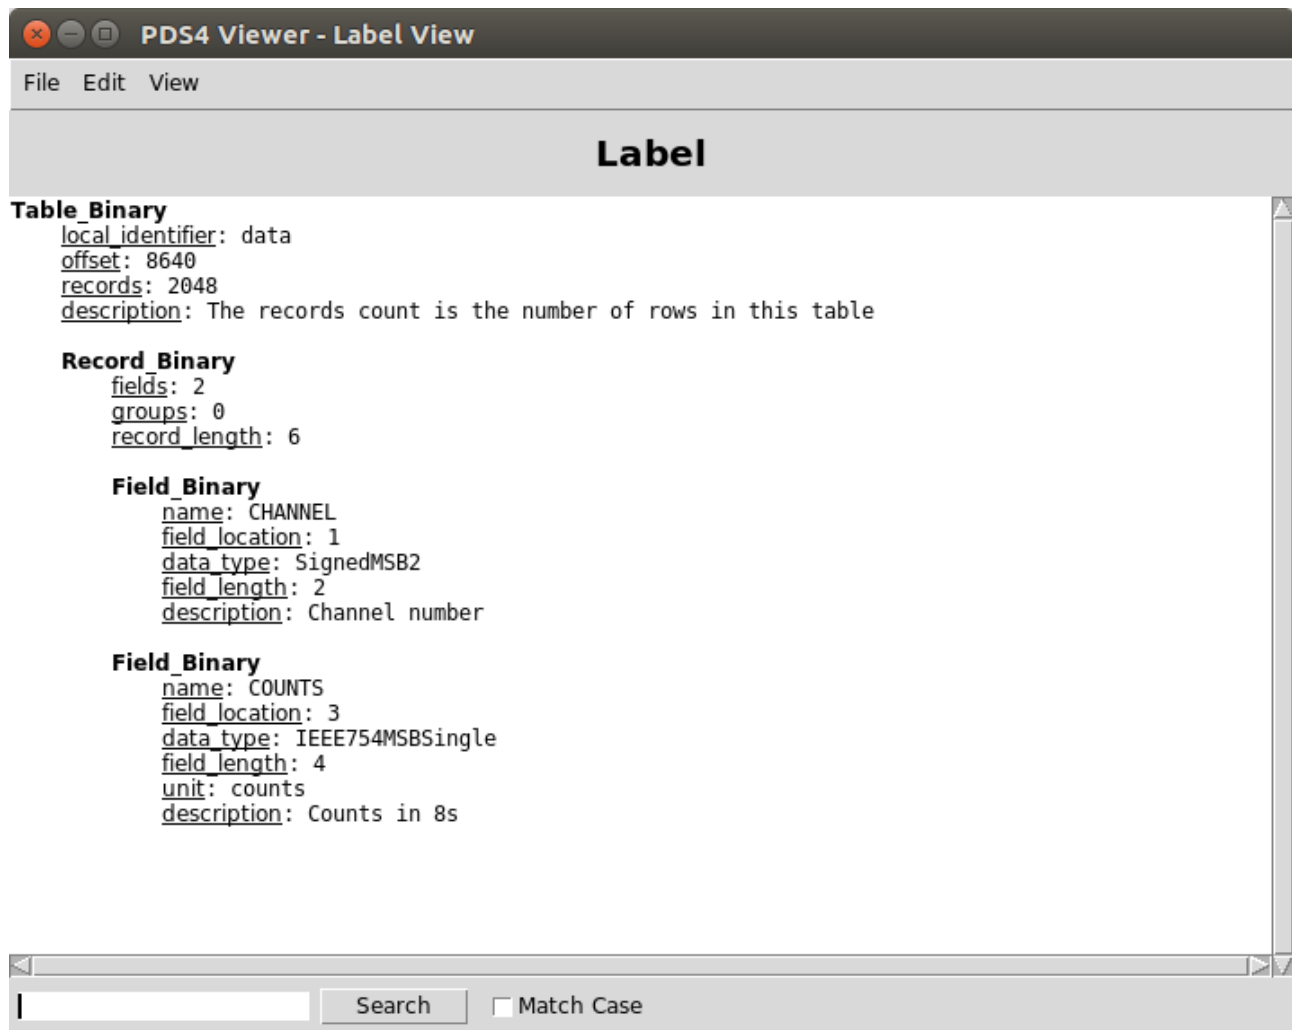 PDS4 Viewer - Label View
File Edit View
Label
Table_Binary
local_identifier: data
offset: 8640
records: 2048
description: The records count is the number of rows in this table
Record_Binary
fields: 2
groups: 0
record_length: 6
Field_Binary
name: CHANNEL
field_location: 1
data_type: SignedMSB2
field_length: 2
description: Channel number
Field_Binary
name: COUNTS
field_location: 3
data_type: IEEE754MSBSingle
field_length: 4
unit: counts
description: Counts in 8s
Search Match Case